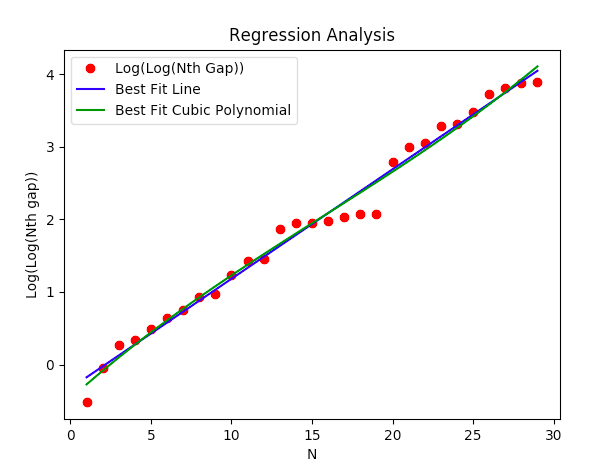 Regression Analysis
Log(Log(Nth Gap))
Best Fit Line
Best Fit Cubic Polynomial
Log(Log(Nth gap))
4
3
2
1
0
0 5 10 15 20 25 30
N